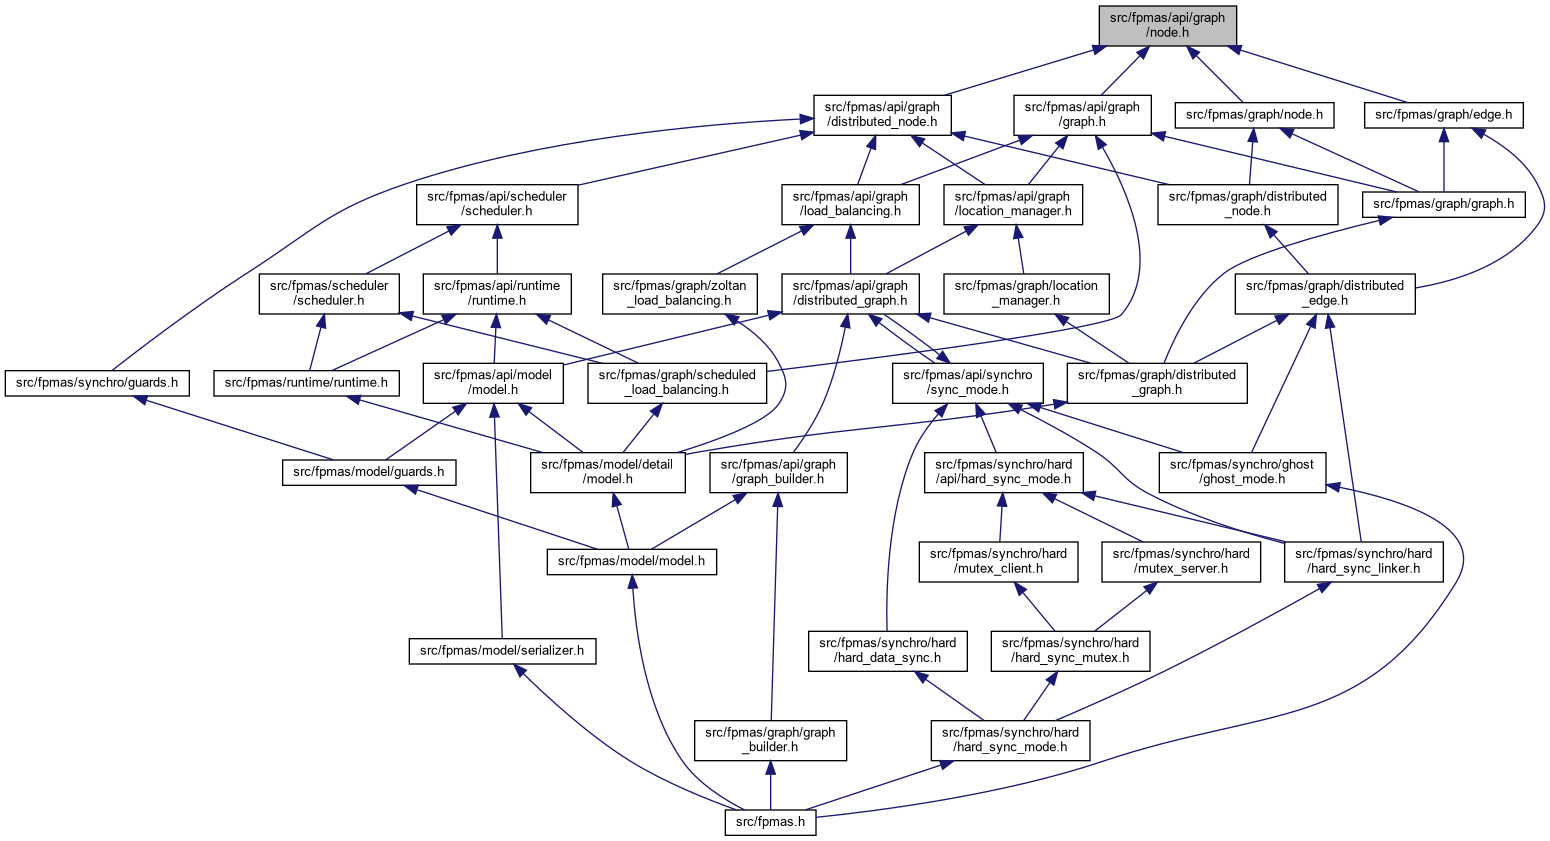 src/fpmas/api/graph
/node.h
src/fpmas/api/graph
/distributed_node.h
src/fpmas/api/graph
/graph.h
src/fpmas/graph/node.h
src/fpmas/graph/edge.h
src/fpmas/api/scheduler
/scheduler.h
src/fpmas/api/graph
/load_balancing.h
src/fpmas/api/graph
/location_manager.h
src/fpmas/graph/distributed
_node.h
src/fpmas/graph/graph.h
src/fpmas/scheduler
/scheduler.h
src/fpmas/api/runtime
/runtime.h
src/fpmas/graph/zoltan
_load_balancing.h
src/fpmas/api/graph
/distributed_graph.h
src/fpmas/graph/location
_manager.h
src/fpmas/graph/distributed
_edge.h
src/fpmas/synchro/guards.h
src/fpmas/runtime/runtime.h
src/fpmas/api/model
/model.h
src/fpmas/graph/scheduled
_load_balancing.h
src/fpmas/api/synchro
/sync_mode.h
src/fpmas/graph/distributed
_graph.h
src/fpmas/model/guards.h
src/fpmas/model/detail
/model.h
src/fpmas/api/graph
/graph_builder.h
src/fpmas/synchro/hard
/api/hard_sync_mode.h
src/fpmas/synchro/ghost
/ghost_mode.h
src/fpmas/model/model.h
src/fpmas/synchro/hard
/mutex_client.h
src/fpmas/synchro/hard
/mutex_server.h
src/fpmas/synchro/hard
/hard_sync_linker.h
src/fpmas/model/serializer.h
src/fpmas/synchro/hard
/hard_data_sync.h
src/fpmas/synchro/hard
/hard_sync_mutex.h
src/fpmas/graph/graph
_builder.h
src/fpmas/synchro/hard
/hard_sync_mode.h
src/fpmas.h